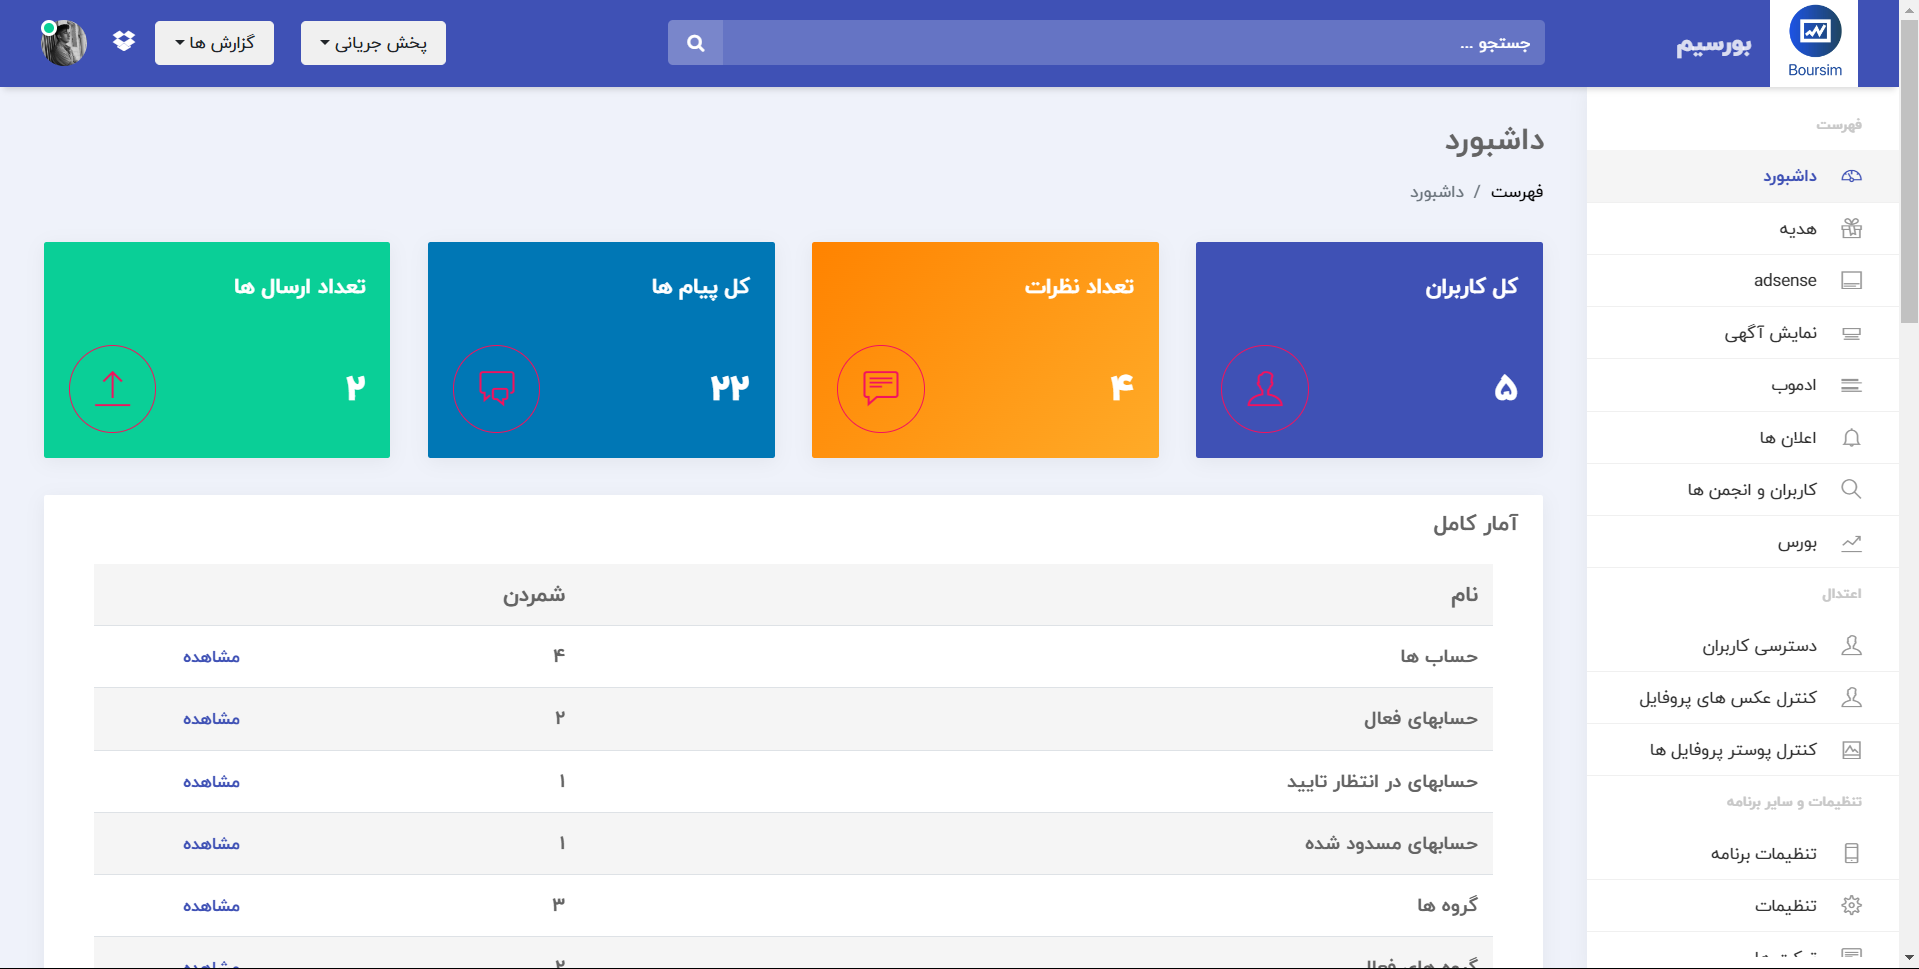 Boursim
بورسیم
جستجو ...
پخش جریانی
گزارش ها
فهرست
داشبورد
هدیه
adsense
نمایش آگهی
ادموب
اعلان ها
کاربران و انجمن ها
بورس
اعتدال
دسترسی کاربران
کنترل عکس های پروفایل
کنترل پوستر پروفایل ها
تنظیمات و سایر برنامه
تنظیمات برنامه
تنظیمات
داشبورد
فهرست / داشبورد
کل کاربران
۵
تعداد نظرات
۴
کل پیام ها
۲۲
تعداد ارسال ها
۲
آمار کامل
نام شمردن
حساب ها ۴ مشاهده
حسابهای فعال ۲ مشاهده
حسابهای در انتظار تایید ۱ مشاهده
حسابهای مسدود شده ۱ مشاهده
گروه ها ۳ مشاهده
گروه های فعال ۲ مشاهده